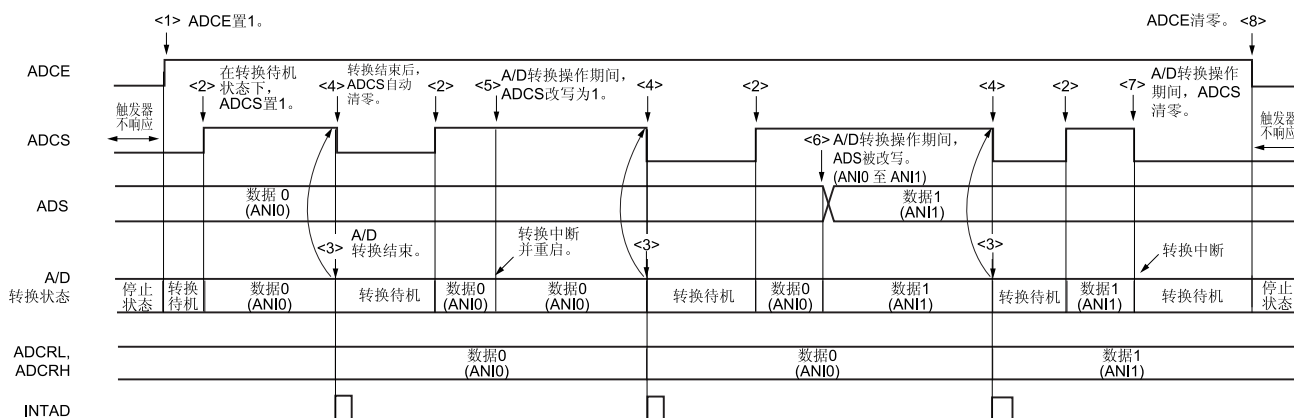 <1> ADCE置1。
ADCE清零。 <8>
ADCE
<2> 在转换待机
状态下，
ADCS置1。
<4> 转换结束后，
ADCS自动
清零。
<2>
<5> A/D转换操作期间，
ADCS改写为1。
<4>
<2>
<4>
<2>
<7> A/D转换操作
期间，ADCS
清零。
触发器
不响应
触发器
不响应
ADCS
<6> A/D转换操作期间，
ADS被改写。
(ANI0 至 ANI1)
ADS
数据 0
(ANI0)
数据1
(ANI1)
<3> A/D
转换结束。
转换中断
并重启。
<3>
<3>
转换中断
A/D
转换状态
停止
状态
转换
待机
数据0
(ANI0)
转换待机
数据0
(ANI0)
数据0
(ANI0)
转换待机
数据0
(ANI0)
数据1
(ANI1)
转换待机
数据1
(ANI1)
转换待机
停止
状态
ADCRL,
ADCRH
数据0
(ANI0)
数据0
(ANI0)
数据1
(ANI1)
INTAD